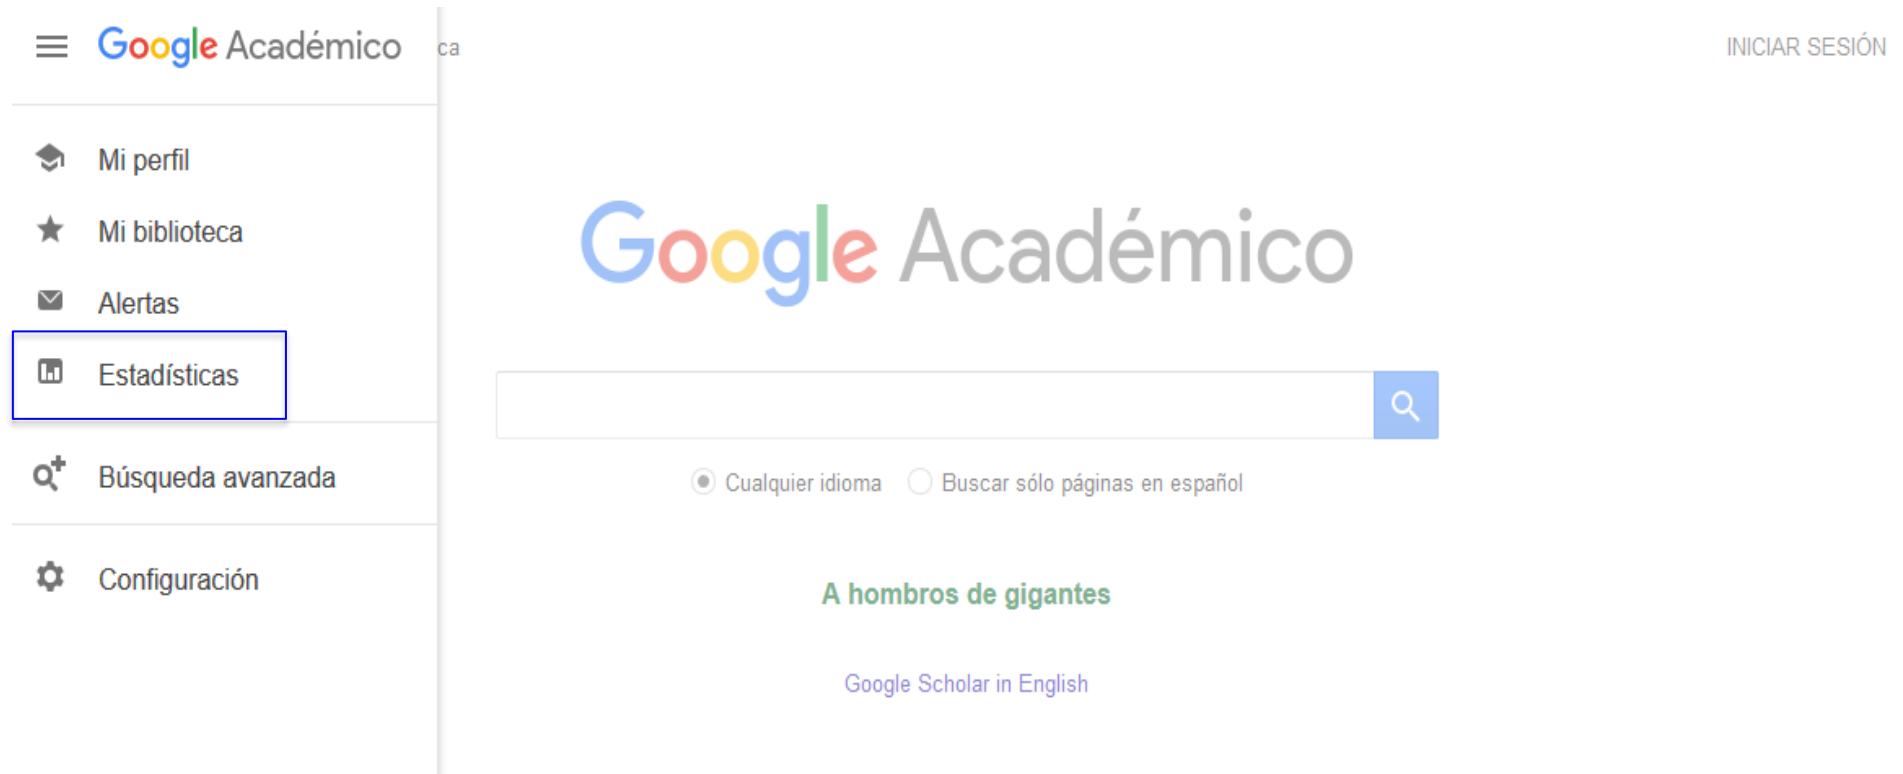 Google Académico
ca
INICIAR SESIÓN
Mi perfil
Mi biblioteca
Alertas
Estadísticas
Búsqueda avanzada
Configuración
Google Académico
Cualquier idioma
Buscar sólo páginas en español
A hombros de gigantes
Google Scholar in English